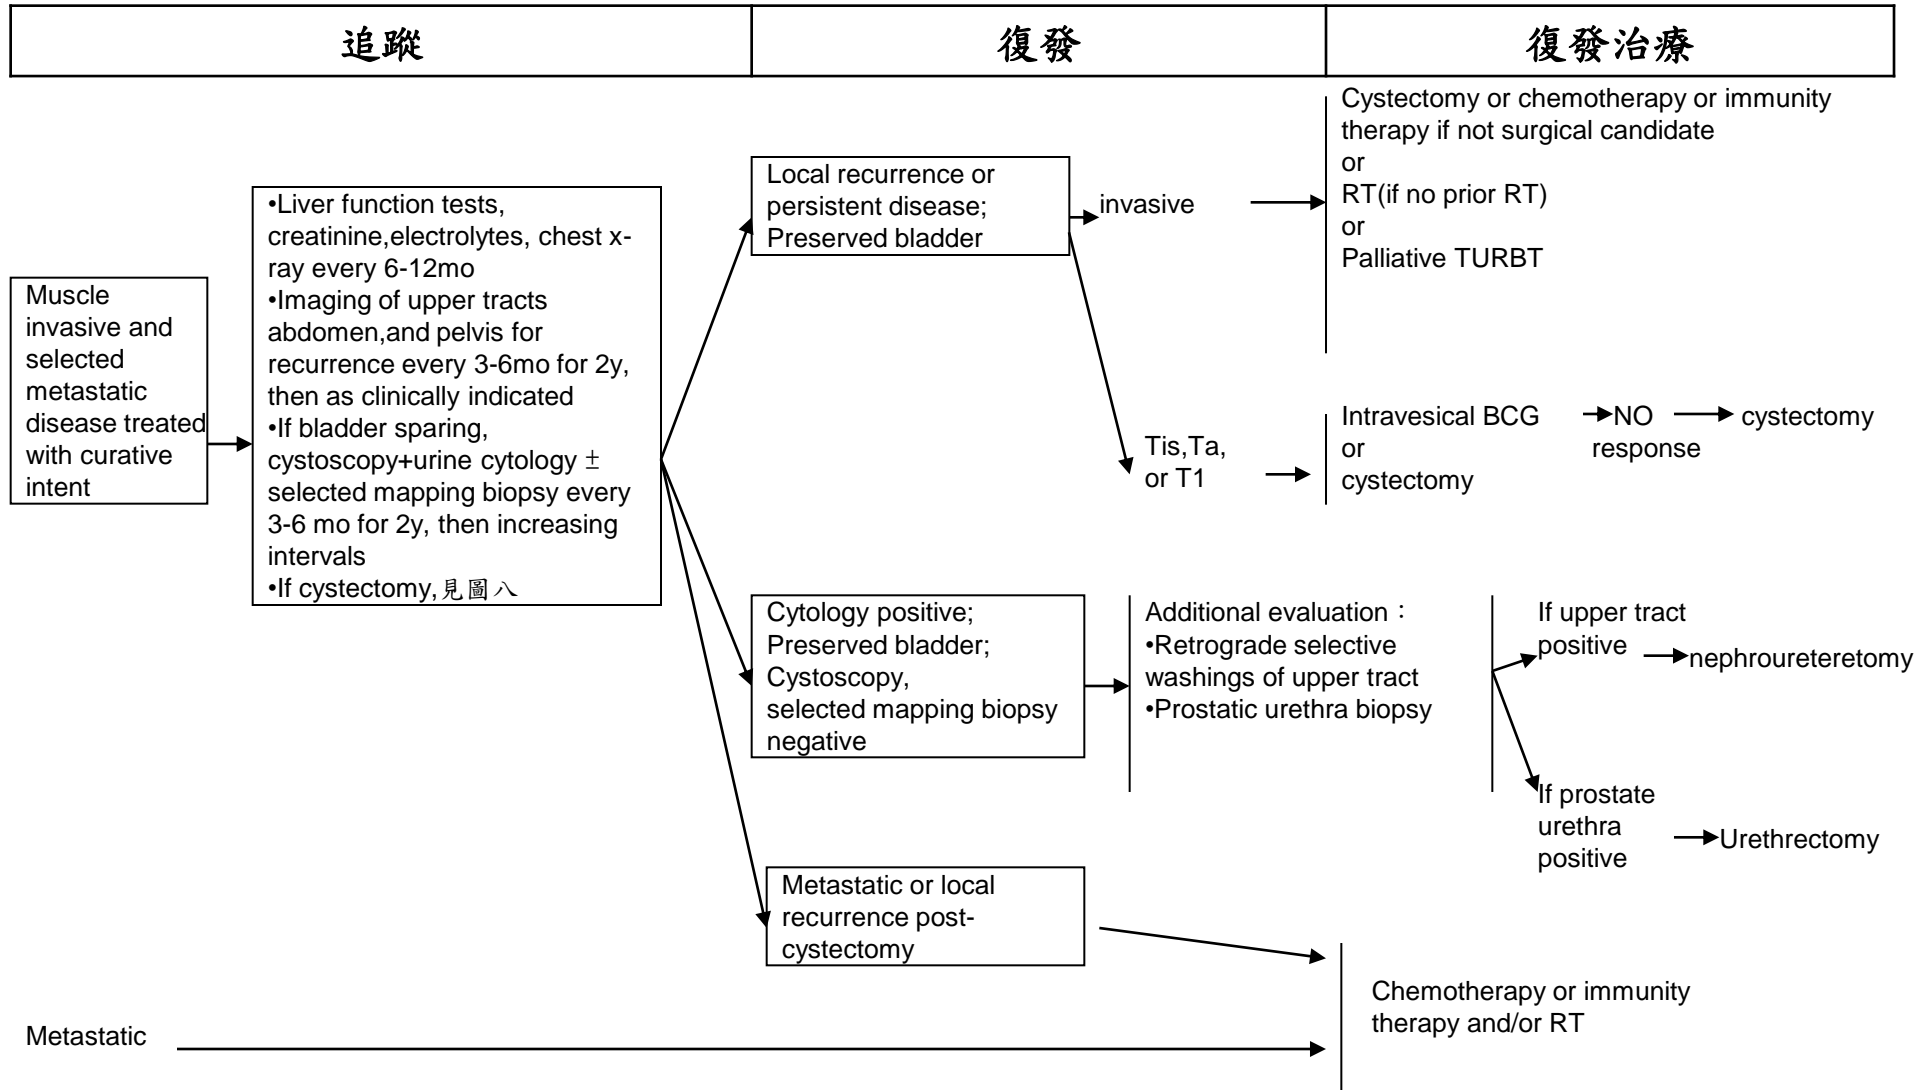 追蹤
復發
復發治療
Muscle
invasive and
selected
metastatic
disease treated
with curative
intent
•Liver function tests,
creatinine,electrolytes, chest x-
ray every 6-12mo
•Imaging of upper tracts
abdomen,and pelvis for
recurrence every 3-6mo for 2y,
then as clinically indicated
•If bladder sparing,
cystoscopy+urine cytology ±
selected mapping biopsy every
3-6 mo for 2y, then increasing
intervals
•If cystectomy,見圖八
Local recurrence or
persistent disease;
Preserved bladder
invasive
Cystectomy or chemotherapy or immunity
therapy if not surgical candidate
or
RT(if no prior RT)
or
Palliative TURBT
Tis,Ta,
or T1
Intravesical BCG
or
cystectomy
NO
response
cystectomy
Cytology positive;
Preserved bladder;
Cystoscopy,
selected mapping biopsy
negative
Additional evaluation：
•Retrograde selective
washings of upper tract
•Prostatic urethra biopsy
If upper tract
positive
nephroureteretomy
If prostate
urethra
positive
Urethrectomy
Metastatic or local
recurrence post-
cystectomy
Chemotherapy or immunity
therapy and/or RT
Metastatic